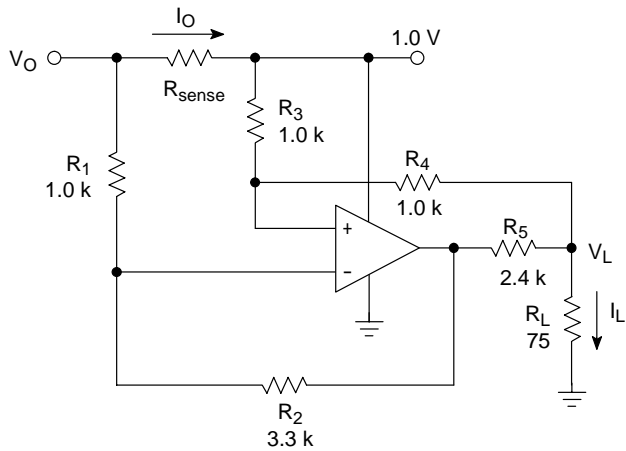 I_O
V_O
1.0 V
R_sense
R_3
1.0 k
R_1
1.0 k
R_4
1.0 k
+
−
R_5
2.4 k
V_L
R_L
75
I_L
R_2
3.3 k